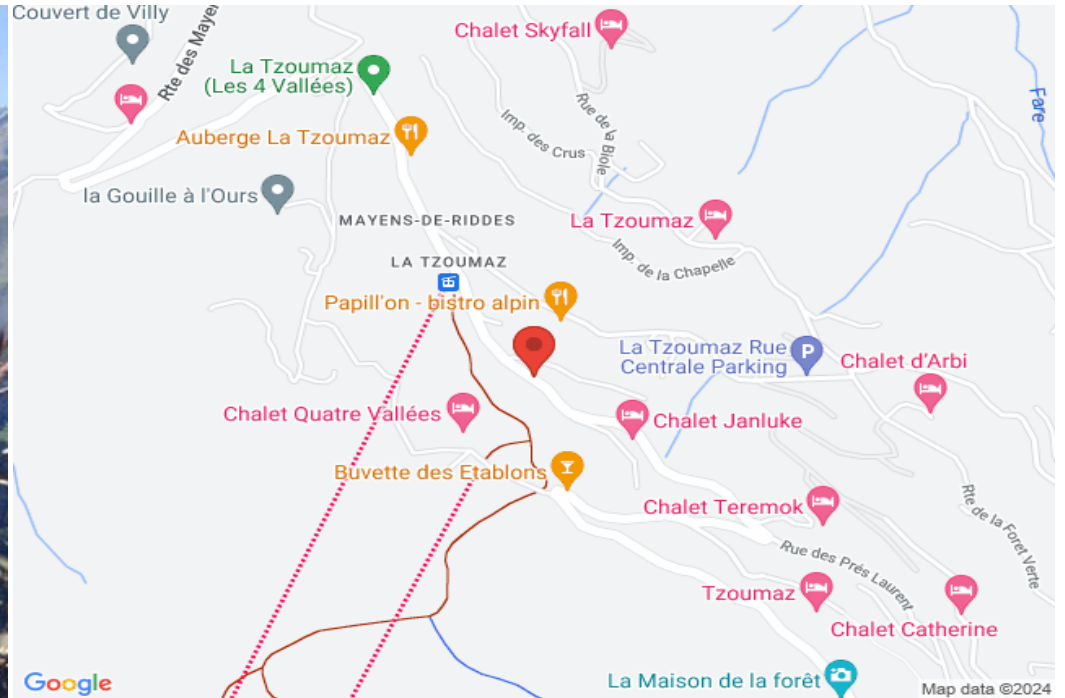 Couvert de Villy
Rte des Mayen
Chalet Skyfall
La Tzoumaz
(Les 4 Vallées)
Fare
Auberge La Tzoumaz
Rue de la Biole
Imp. des Crus
la Gouille à l'Ours
MAYENS-DE-RIDDES
La Tzoumaz
LA TZOUMAZ
Imp. de la Chapelle
Papill'on - bistro alpin
La Tzoumaz Rue
Centrale Parking
P
Chalet d'Arbi
Chalet Quatre Vallées
Chalet Janluke
Buvette des Etablons
Chalet Teremok
Rte de la Foret Verte
Rue des Prés Laurent
Tzoumaz
Chalet Catherine
La Maison de la forêt
Google
Map data ©2024